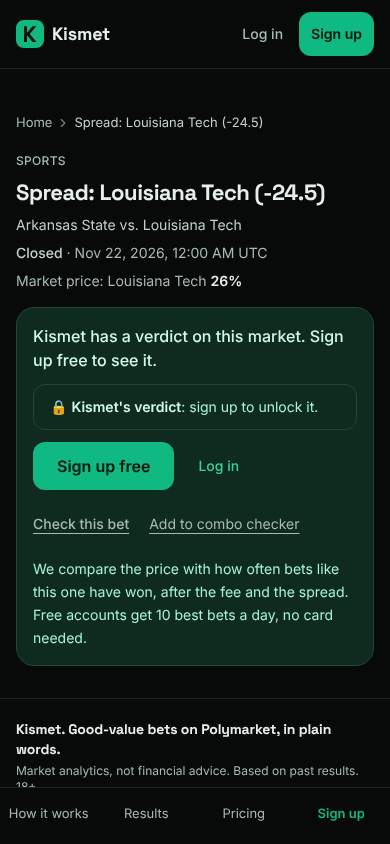 K Kismet
Log in
Sign up
Home > Spread: Louisiana Tech (-24.5)
SPORTS
Spread: Louisiana Tech (-24.5)
Arkansas State vs. Louisiana Tech
Closed · Nov 22, 2026, 12:00 AM UTC
Market price: Louisiana Tech 26%
Kismet has a verdict on this market. Sign
up free to see it.
🔒 Kismet's verdict: sign up to unlock it.
Sign up free
Log in
Check this bet
Add to combo checker
We compare the price with how often bets like
this one have won, after the fee and the spread.
Free accounts get 10 best bets a day, no card
needed.
Kismet. Good-value bets on Polymarket, in plain
words.
Market analytics, not financial advice. Based on past results.
18+
How it works
Results
Pricing
Sign up